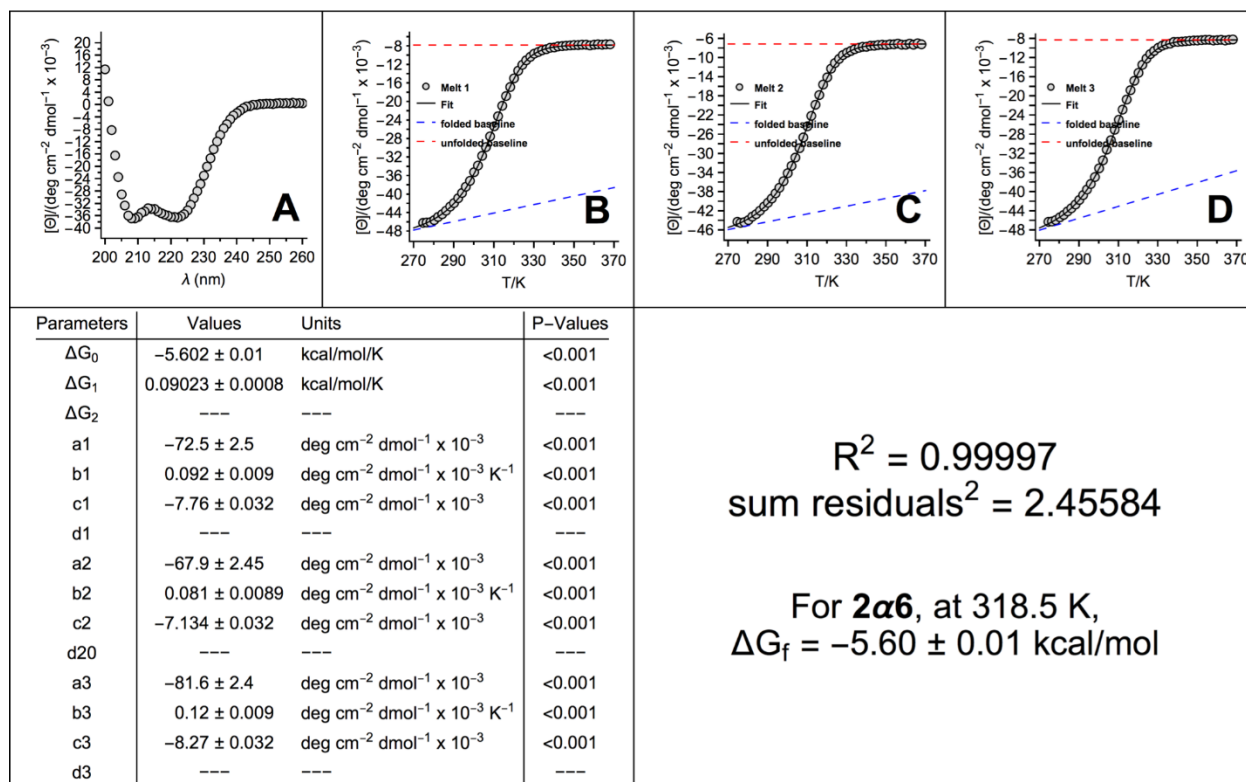 [Θ]/(deg cm⁻² dmol⁻¹ x 10⁻³)
20
16
12
8
4
0
−4
−8
−12
−16
−20
−24
−28
−32
−36
−40
200 210 220 230 240 250 260
λ (nm)
A
[Θ]/(deg cm⁻² dmol⁻¹ x 10⁻³)
−8
−12
−16
−20
−24
−28
−32
−36
−40
−44
−48
Melt 1
Fit
folded baseline
unfolded baseline
270 290 310 330 350 370
T/K
B
[Θ]/(deg cm⁻² dmol⁻¹ x 10⁻³)
−6
−10
−14
−18
−22
−26
−30
−34
−38
−42
−46
Melt 2
Fit
folded baseline
unfolded baseline
270 290 310 330 350 370
T/K
C
[Θ]/(deg cm⁻² dmol⁻¹ x 10⁻³)
−8
−12
−16
−20
−24
−28
−32
−36
−40
−44
−48
Melt 3
Fit
folded baseline
unfolded baseline
270 290 310 330 350 370
T/K
D
Parameters Values Units P−Values
ΔG₀ −5.602 ± 0.01 kcal/mol/K <0.001
ΔG₁ 0.09023 ± 0.0008 kcal/mol/K <0.001
ΔG₂ −−− −−− −−−
a1 −72.5 ± 2.5 deg cm⁻² dmol⁻¹ x 10⁻³ <0.001
b1 0.092 ± 0.009 deg cm⁻² dmol⁻¹ x 10⁻³ K⁻¹ <0.001
c1 −7.76 ± 0.032 deg cm⁻² dmol⁻¹ x 10⁻³ <0.001
d1 −−− −−− −−−
a2 −67.9 ± 2.45 deg cm⁻² dmol⁻¹ x 10⁻³ <0.001
b2 0.081 ± 0.0089 deg cm⁻² dmol⁻¹ x 10⁻³ K⁻¹ <0.001
c2 −7.134 ± 0.032 deg cm⁻² dmol⁻¹ x 10⁻³ <0.001
d20 −−− −−− −−−
a3 −81.6 ± 2.4 deg cm⁻² dmol⁻¹ x 10⁻³ <0.001
b3 0.12 ± 0.009 deg cm⁻² dmol⁻¹ x 10⁻³ K⁻¹ <0.001
c3 −8.27 ± 0.032 deg cm⁻² dmol⁻¹ x 10⁻³ <0.001
d3 −−− −−− −−−
R² = 0.99997
sum residuals² = 2.45584
For 2α6, at 318.5 K,
ΔG_f = −5.60 ± 0.01 kcal/mol